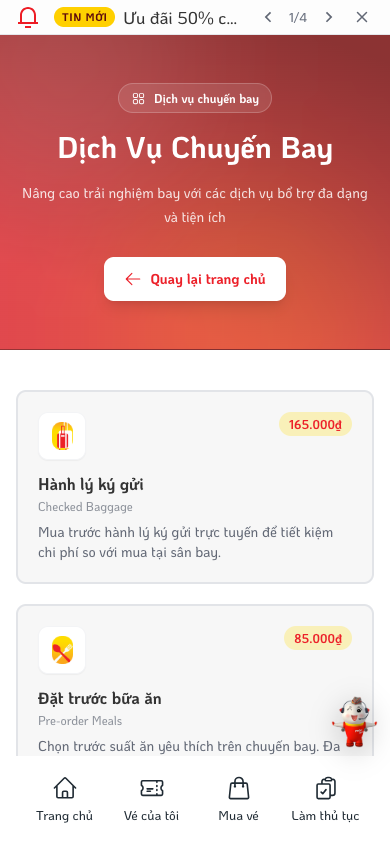 TIN MỚI Ưu đãi 50% c... 1/4
Dịch vụ chuyến bay
Dịch Vụ Chuyến Bay
Nâng cao trải nghiệm bay với các dịch vụ bổ trợ đa dạng
và tiện ích
Quay lại trang chủ
165.000₫
Hành lý ký gửi
Checked Baggage
Mua trước hành lý ký gửi trực tuyến để tiết kiệm
chi phí so với mua tại sân bay.
85.000₫
Đặt trước bữa ăn
Pre-order Meals
Chọn trước suất ăn yêu thích trên chuyến bay. Đa
Trang chủ Vé của tôi Mua vé Làm thủ tục